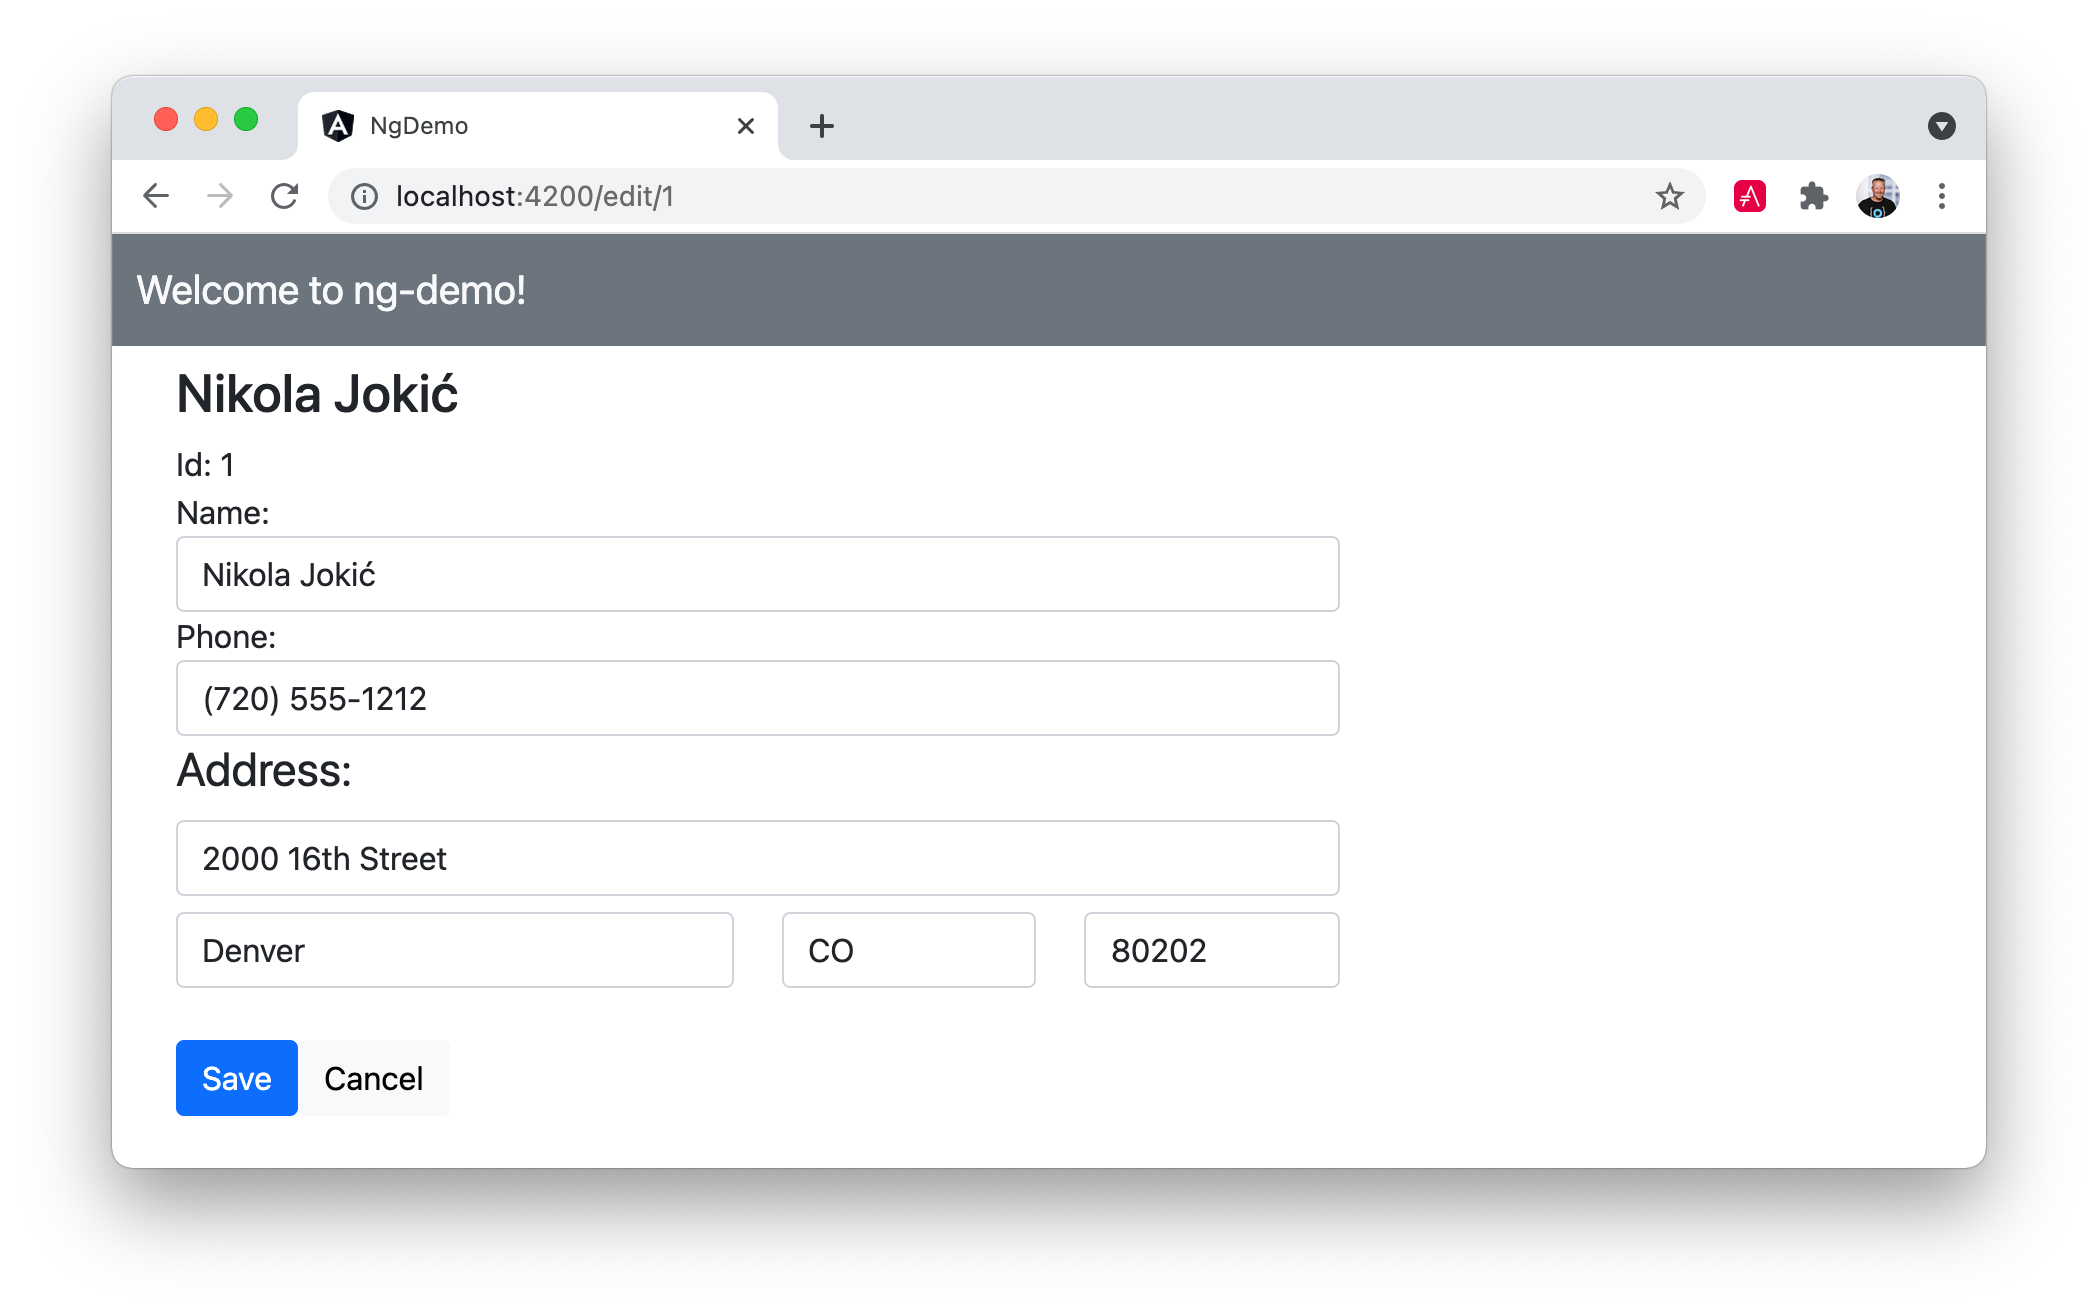 NgDemo
localhost:4200/edit/1
Welcome to ng-demo!
Nikola Jokić
Id: 1
Name:
Nikola Jokić
Phone:
(720) 555-1212
Address:
2000 16th Street
Denver CO 80202
Save Cancel